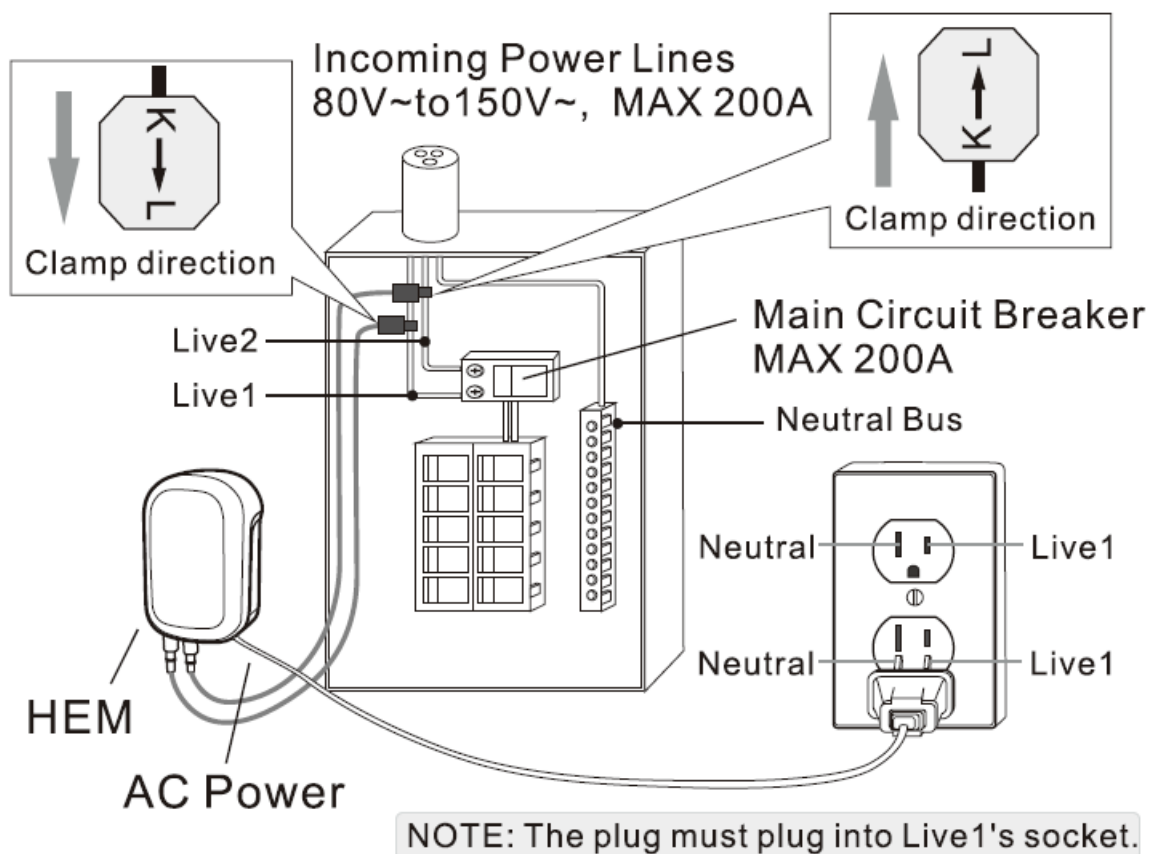 Incoming Power Lines
80V~to150V~, MAX 200A
K
L
Clamp direction
L
K
Clamp direction
Live2
Live1
Main Circuit Breaker
MAX 200A
Neutral Bus
Neutral
Live1
Neutral
Live1
HEM
AC Power
NOTE: The plug must plug into Live1's socket.